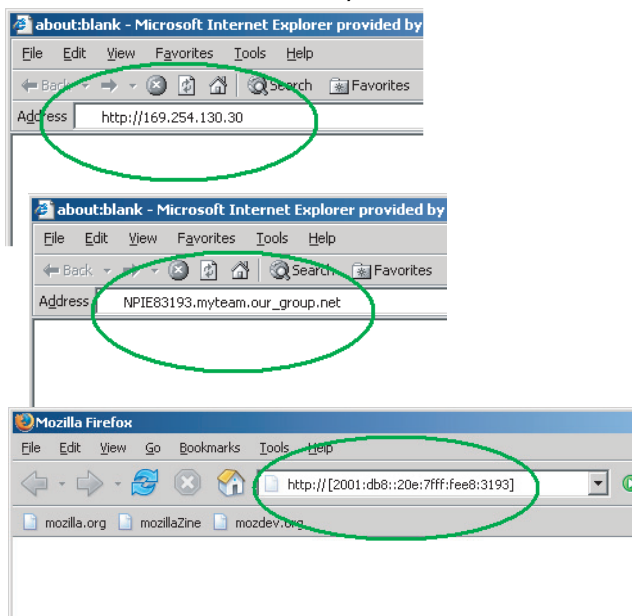 about:blank - Microsoft Internet Explorer provided by
File Edit View Favorites Tools Help
Back Search Favorites
Address http://169.254.130.30
about:blank - Microsoft Internet Explorer provided by
File Edit View Favorites Tools Help
Back Search Favorites
Address NPIE83193.myteam.our_group.net
Mozilla Firefox
File Edit View Go Bookmarks Tools Help
http://[2001:db8::20e:7fff:fee8:3193]
mozilla.org mozillaZine mozdev.org